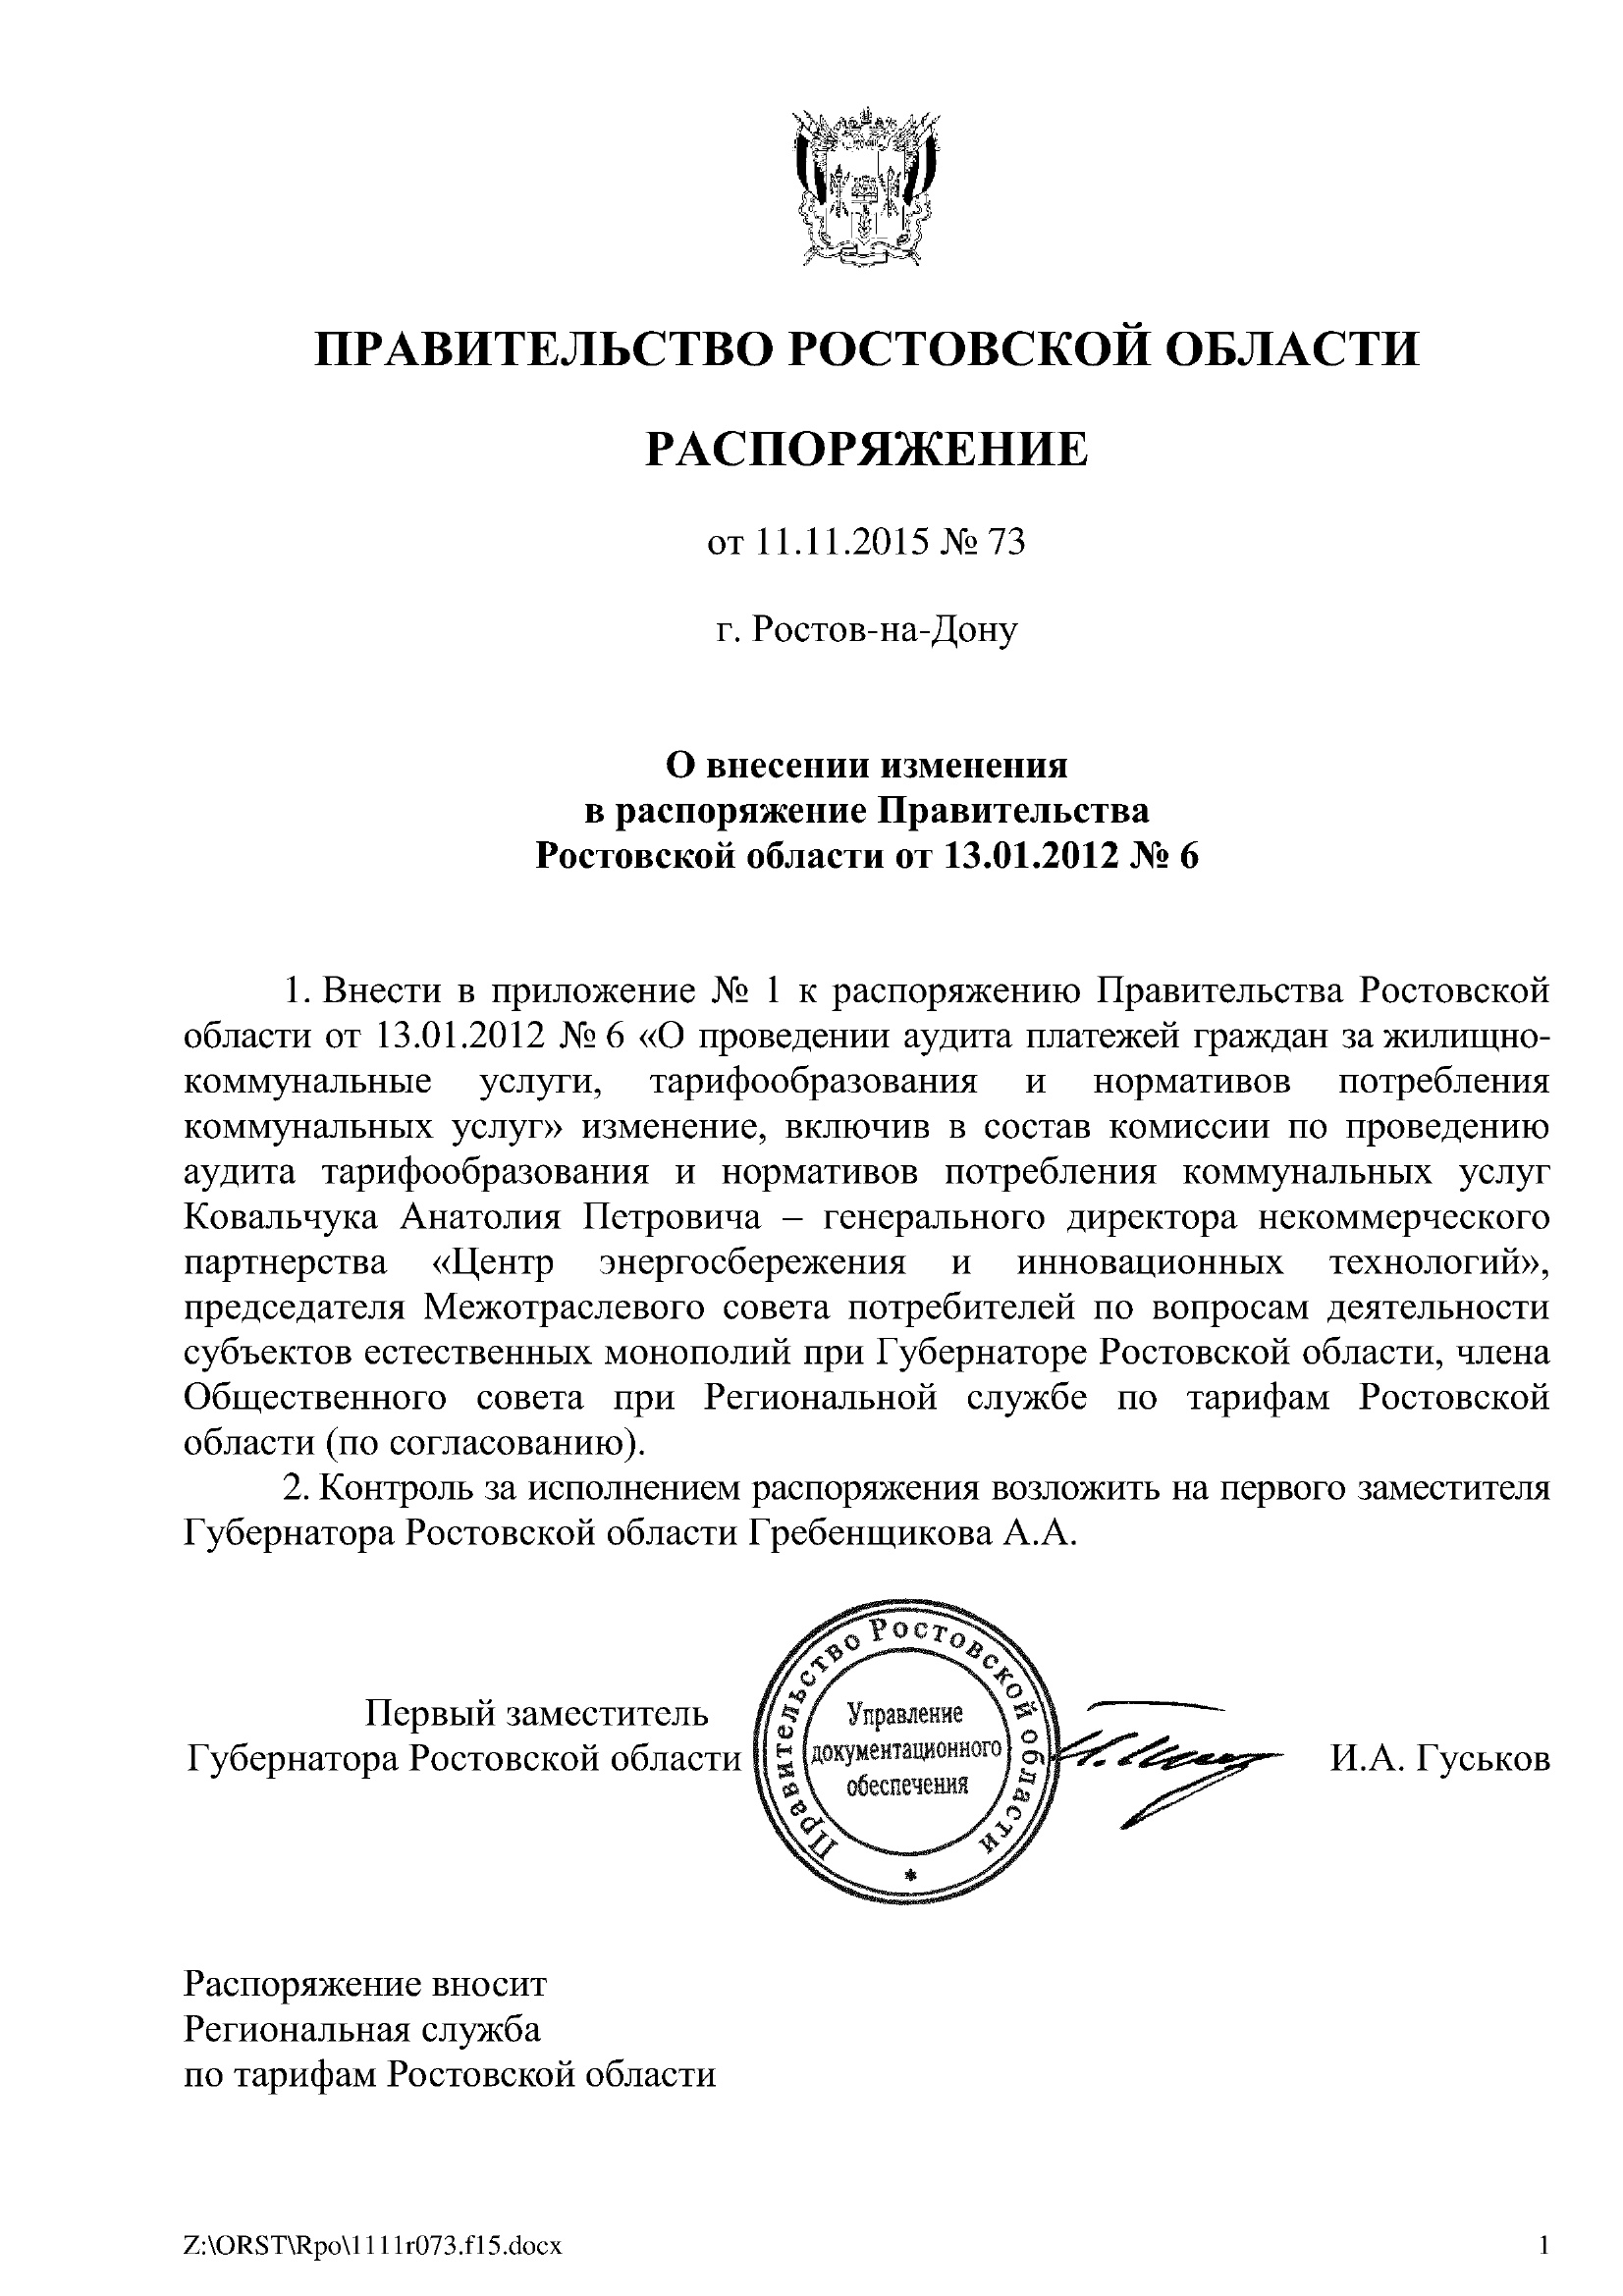 ПРАВИТЕЛЬСТВО РОСТОВСКОЙ ОБЛАСТИ
РАСПОРЯЖЕНИЕ
от 11.11.2015 № 73
г. Ростов-на-Дону
О внесении изменения
в распоряжение Правительства
Ростовской области от 13.01.2012 № 6
1. Внести в приложение № 1 к распоряжению Правительства Ростовской
области от 13.01.2012 № 6 «О проведении аудита платежей граждан за жилищно-
коммунальные услуги, тарифообразования и нормативов потребления
коммунальных услуг» изменение, включив в состав комиссии по проведению
аудита тарифообразования и нормативов потребления коммунальных услуг
Ковальчука Анатолия Петровича – генерального директора некоммерческого
партнерства «Центр энергосбережения и инновационных технологий»,
председателя Межотраслевого совета потребителей по вопросам деятельности
субъектов естественных монополий при Губернаторе Ростовской области, члена
Общественного совета при Региональной службе по тарифам Ростовской
области (по согласованию).
2. Контроль за исполнением распоряжения возложить на первого заместителя
Губернатора Ростовской области Гребенщикова А.А.
Первый заместитель
Губернатора Ростовской области
Правительство Ростовской области
Управление
документационного
обеспечения
*
И.А. Гуськов
Распоряжение вносит
Региональная служба
по тарифам Ростовской области
Z:\ORST\Rpo\1111r073.f15.docx
1